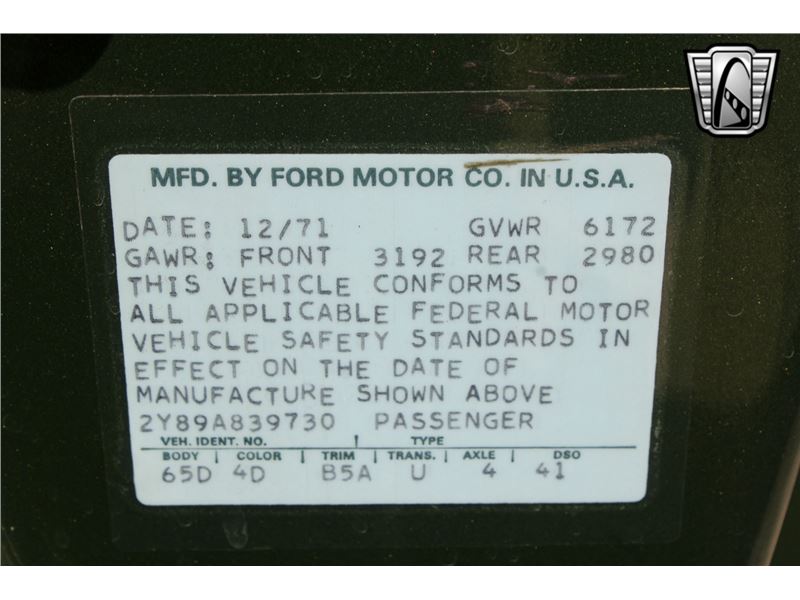 MFD. BY FORD MOTOR CO. IN U.S.A.
DATE: 12/71 GVWR 6172
GAWR: FRONT 3192 REAR 2980
THIS VEHICLE CONFORMS TO
ALL APPLICABLE FEDERAL MOTOR
VEHICLE SAFETY STANDARDS IN
EFFECT ON THE DATE OF
MANUFACTURE SHOWN ABOVE
2Y89A839730 PASSENGER
VEH. IDENT. NO. TYPE
BODY COLOR TRIM TRANS. AXLE DSO
65D 4D B5A U 4 41